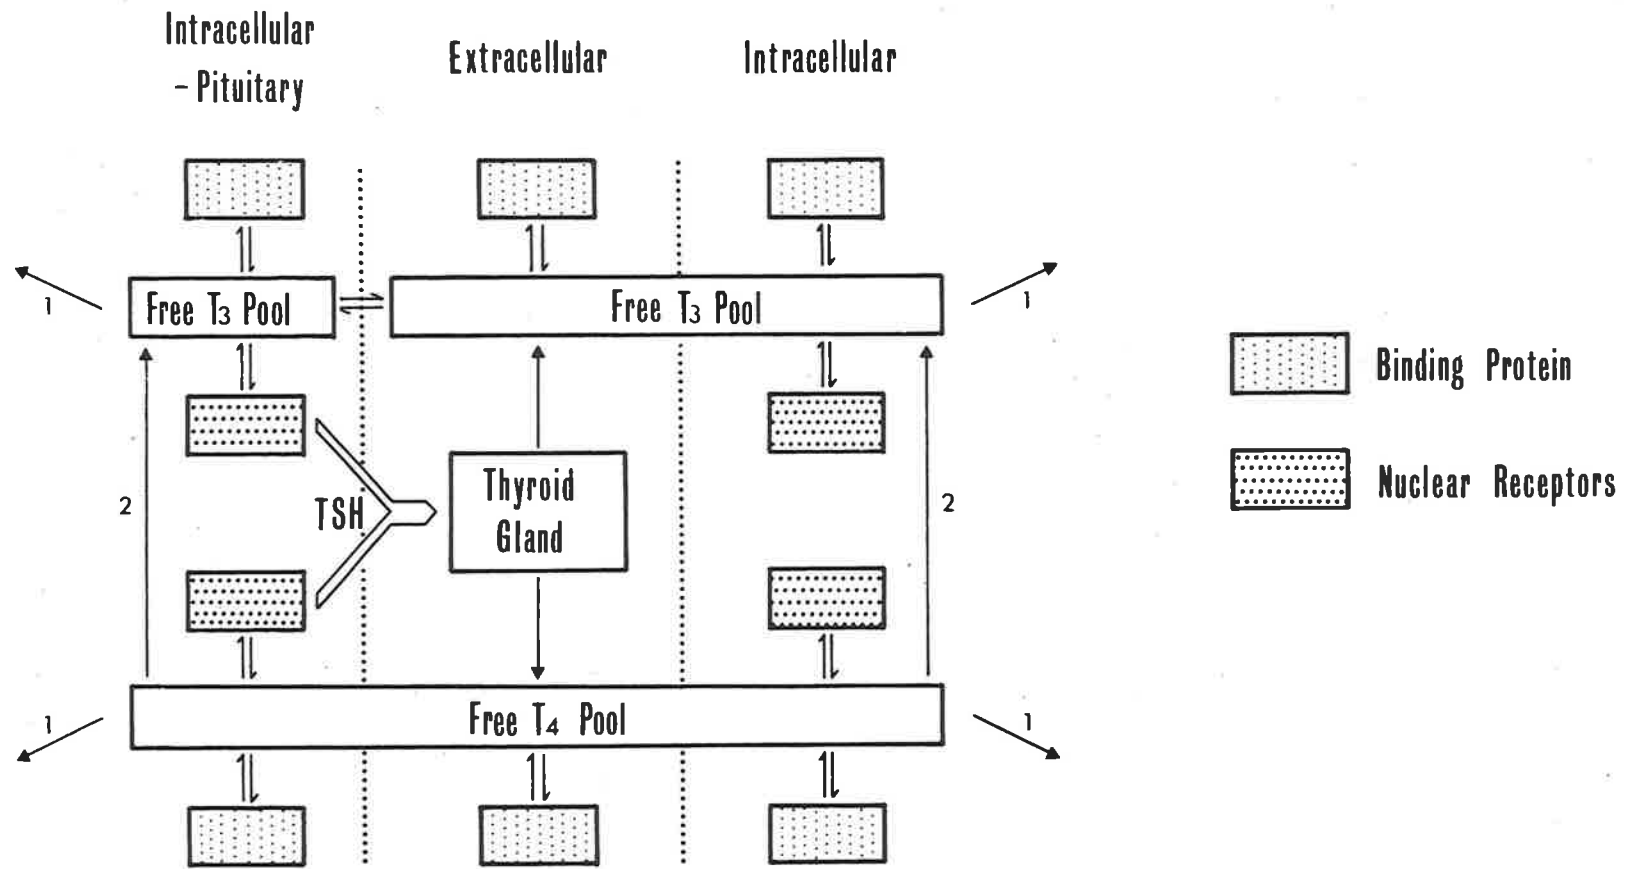 Intracellular
- Pituitary
Extracellular
Intracellular
1
Free T3 Pool
Free T3 Pool
1
Binding Protein
2
TSH
Thyroid
Gland
2
Nuclear Receptors
1
Free T4 Pool
1